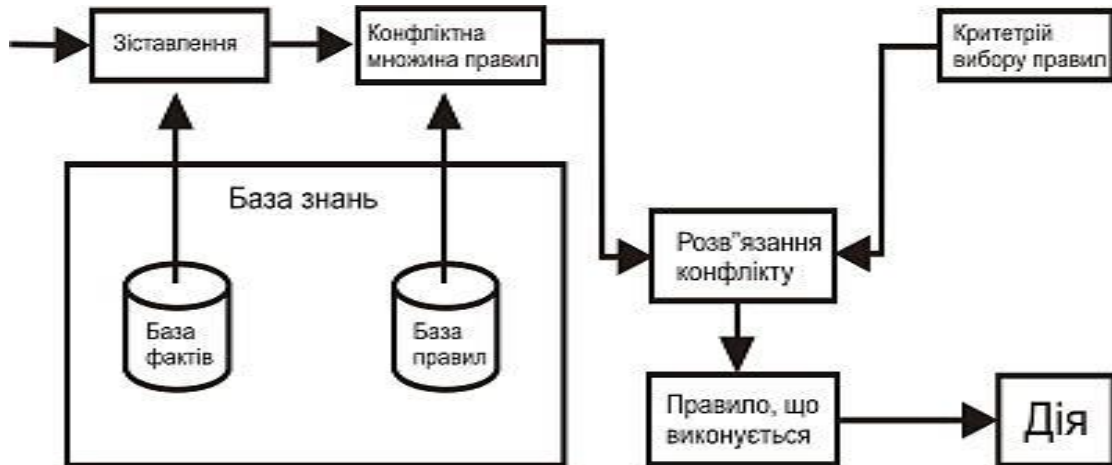 Зіставлення
Конфліктна
множина правил
Критетрій
вибору правил
База знань
База
фактів
База
правил
Розв"язання
конфлікту
Правило, що
виконується
Дія